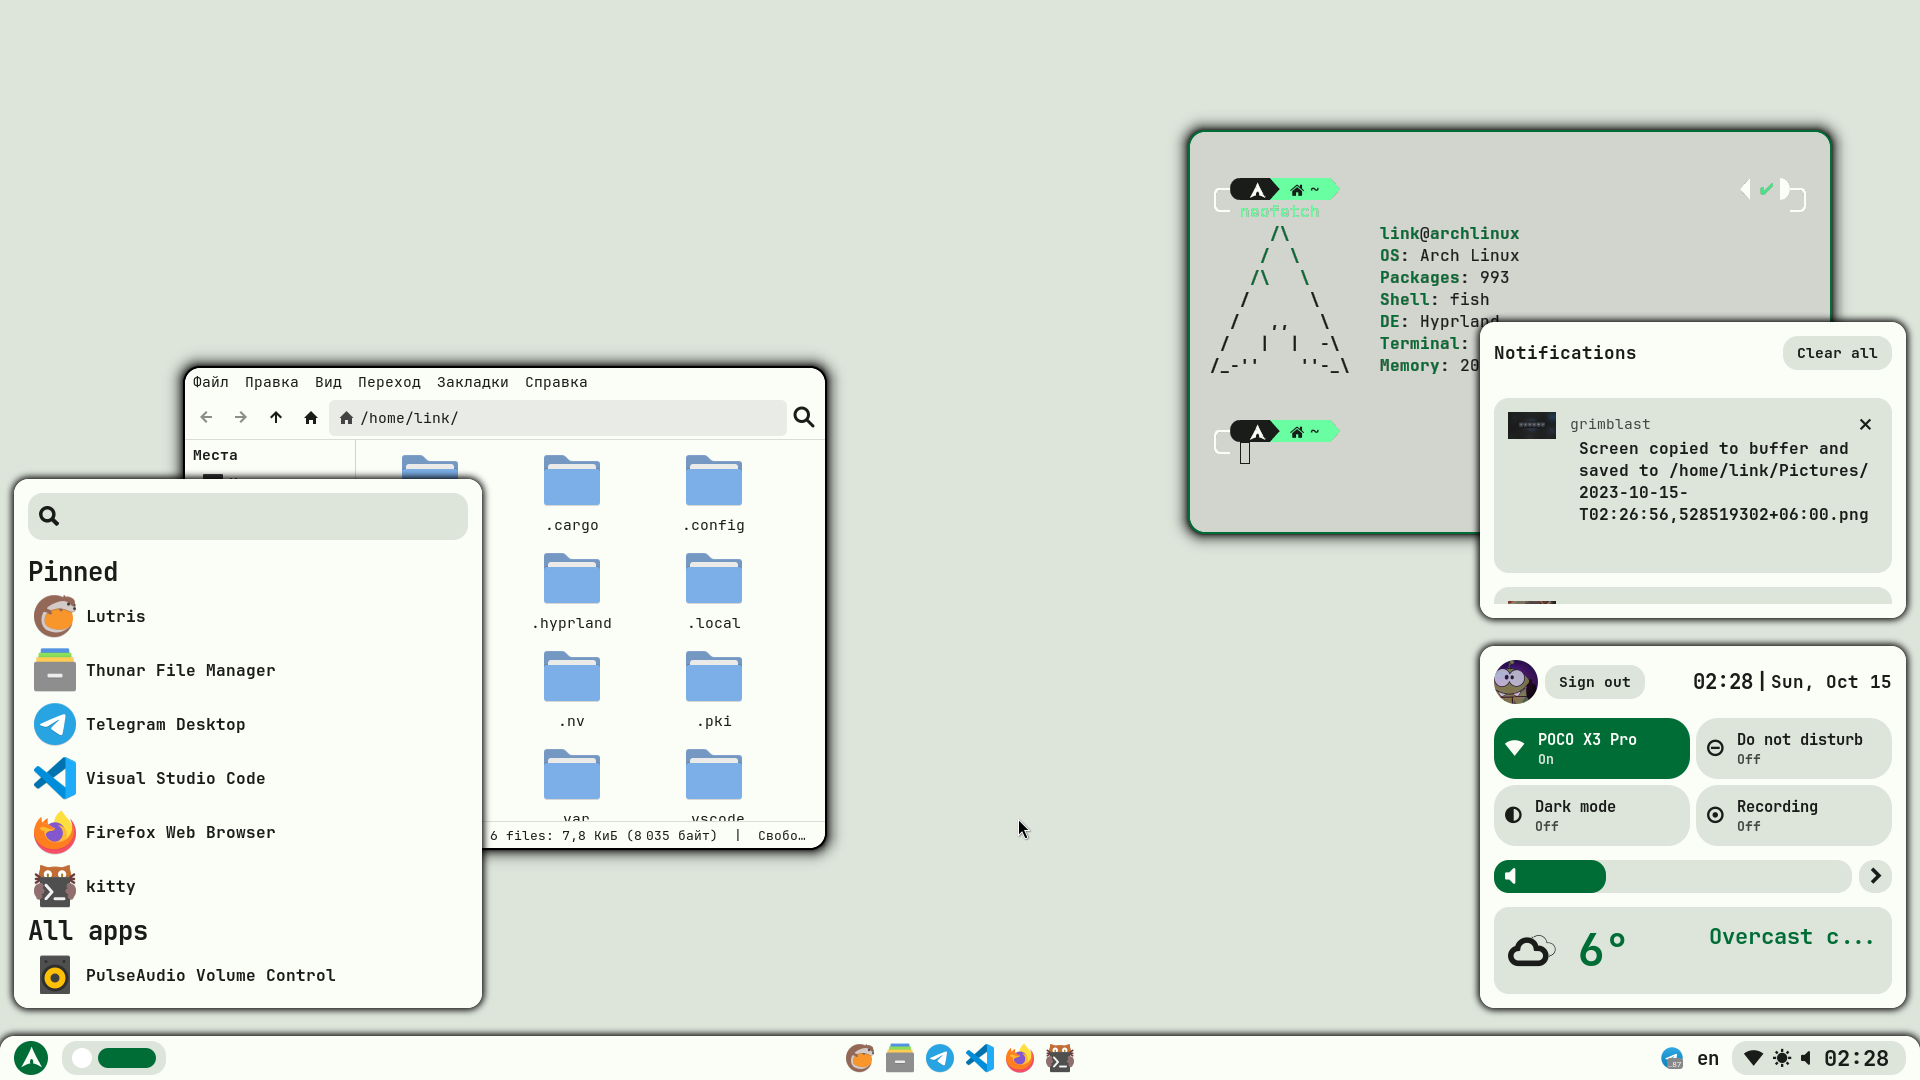 ~
neofetch
link@archlinux
OS: Arch Linux
Packages: 993
Shell: fish
DE: Hyprland
Terminal:
Memory: 20
~
Файл Правка Вид Переход Закладки Справка
/home/link/
Места
.cargo
.config
.hyprland
.local
.nv
.pki
.var
.vscode
6 files: 7,8 КиБ (8 035 байт) | Свобо…
Pinned
Lutris
Thunar File Manager
Telegram Desktop
Visual Studio Code
Firefox Web Browser
kitty
All apps
PulseAudio Volume Control
Notifications
Clear all
grimblast
Screen copied to buffer and
saved to /home/link/Pictures/
2023-10-15-
T02:26:56,528519302+06:00.png
Sign out
02:28|Sun, Oct 15
POCO X3 Pro
On
Do not disturb
Off
Dark mode
Off
Recording
Off
6°
Overcast c...
87
en
02:28